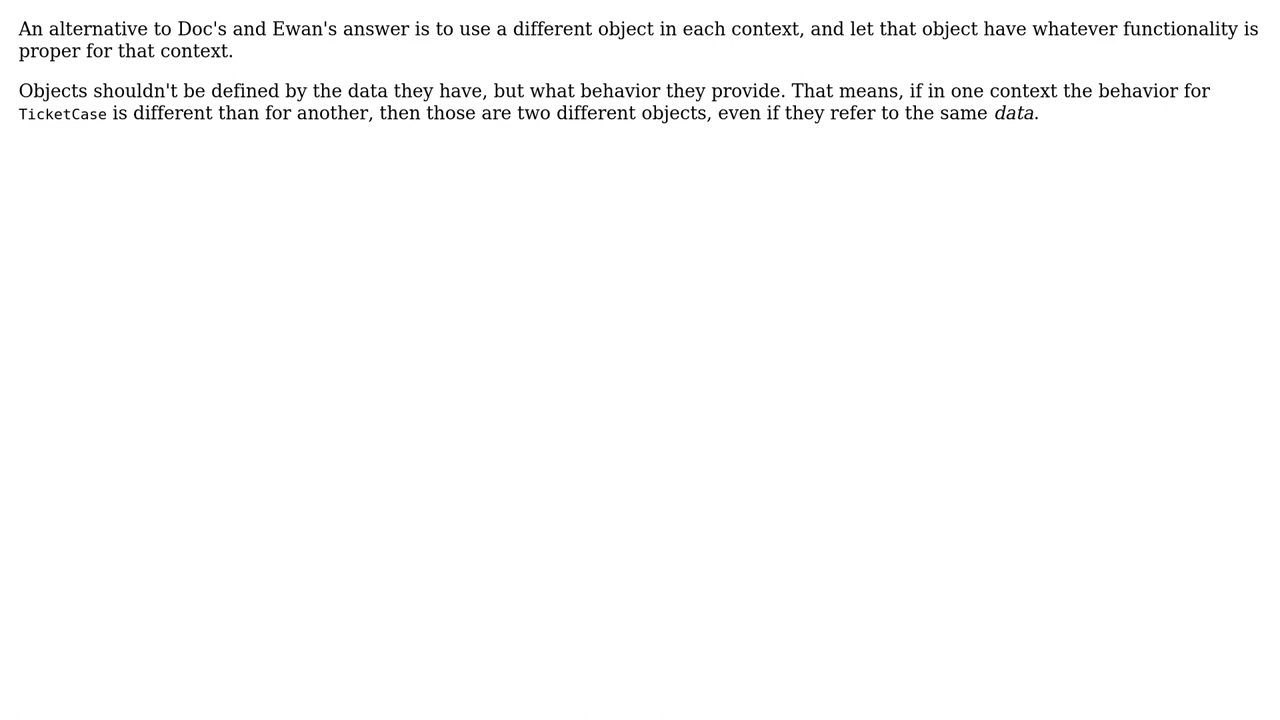 An alternative to Doc's and Ewan's answer is to use a different object in each context, and let that object have whatever functionality is
proper for that context.
Objects shouldn't be defined by the data they have, but what behavior they provide. That means, if in one context the behavior for
TicketCase is different than for another, then those are two different objects, even if they refer to the same data.